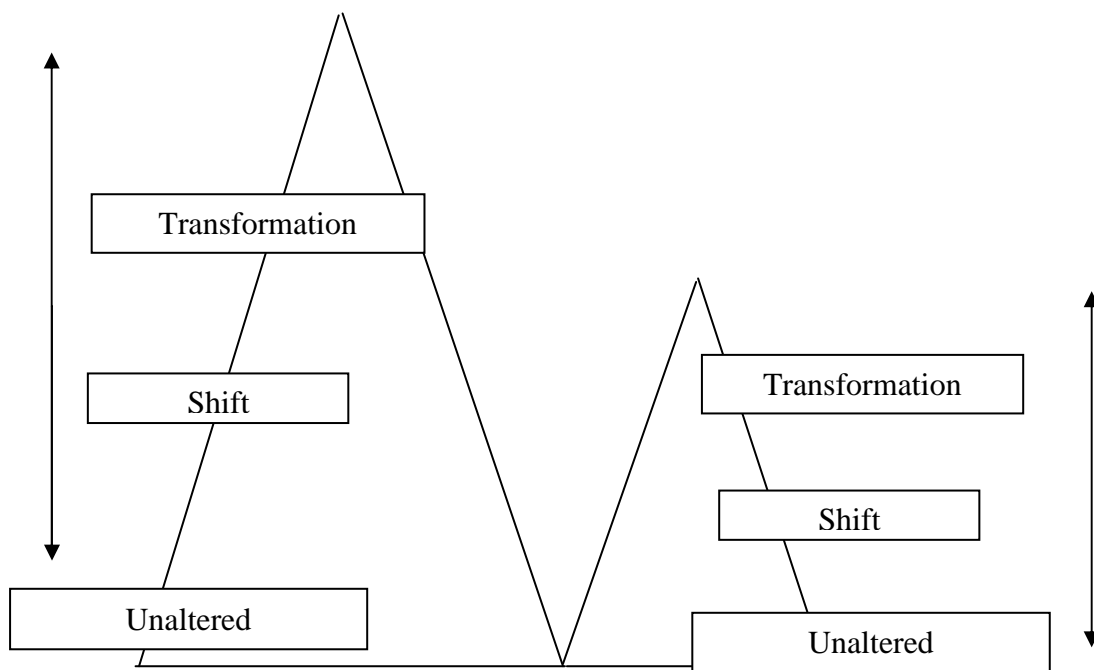 Transformation
Shift
Unaltered
Transformation
Shift
Unaltered